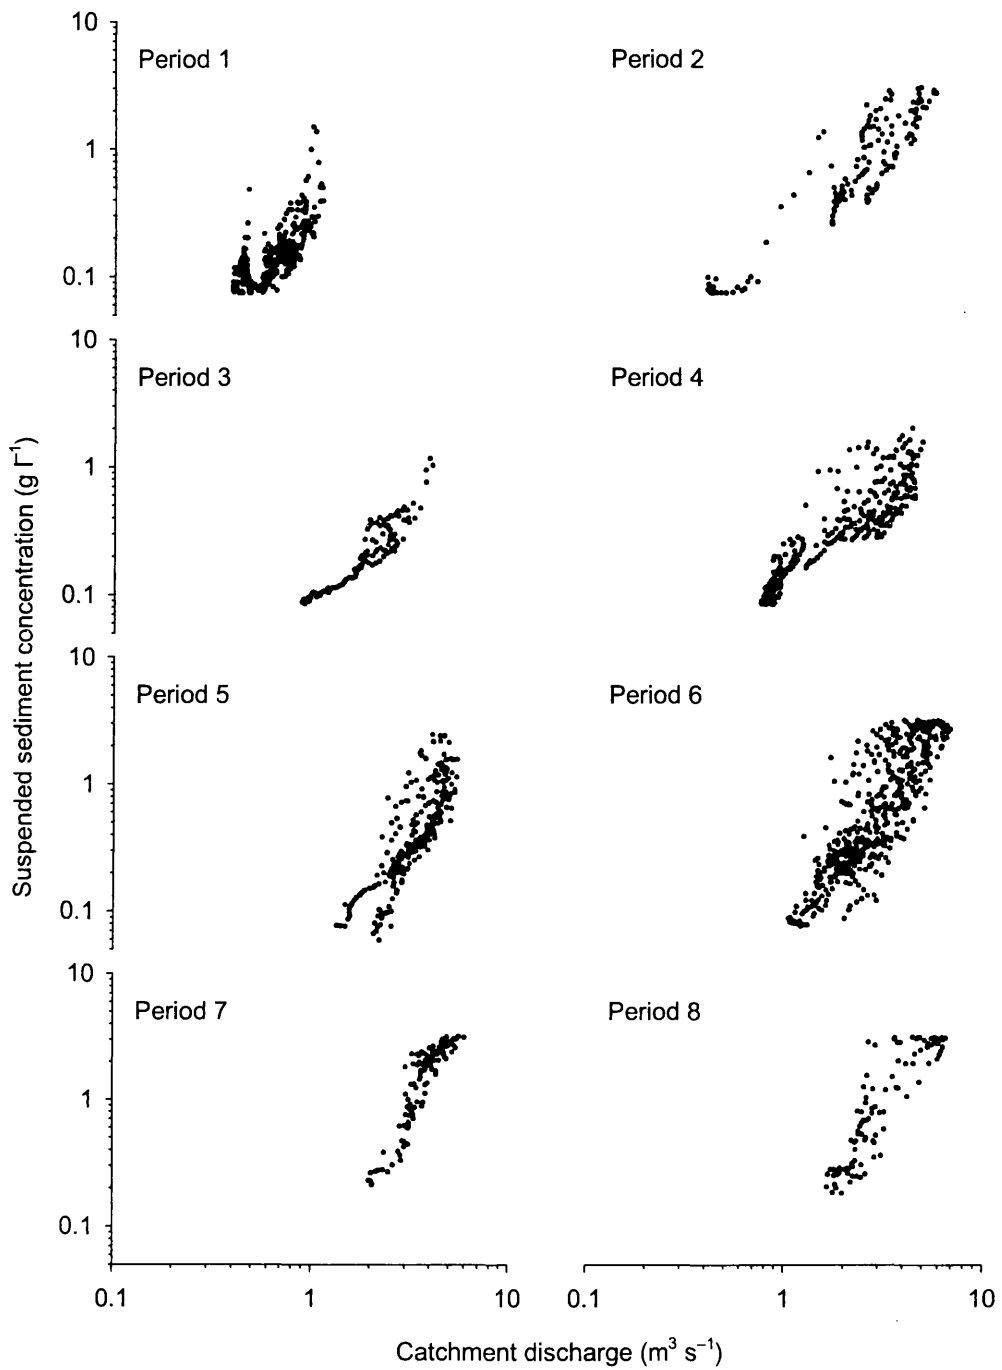 10
Period 1
Period 2
1
0.1
10
Period 3
Period 4
1
0.1
Suspended sediment concentration (g l⁻¹)
10
Period 5
Period 6
1
0.1
10
Period 7
Period 8
1
0.1
0.1 1 10 0.1 1 10
Catchment discharge (m³ s⁻¹)